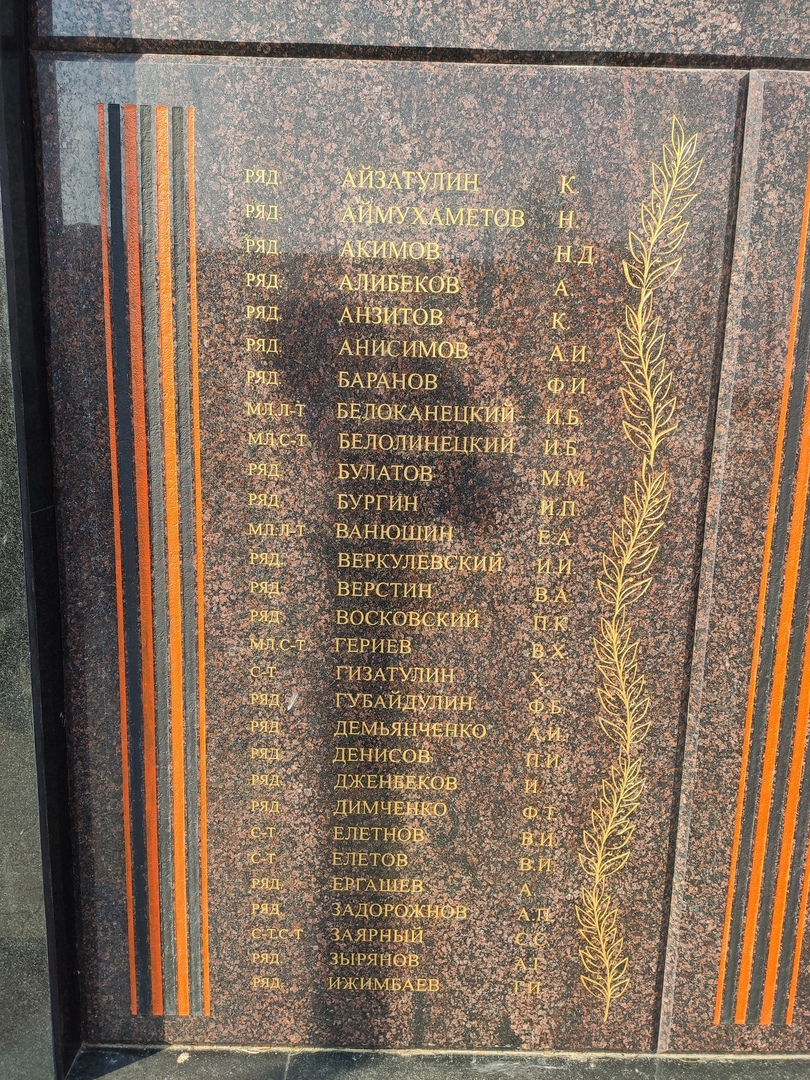 РЯД. АЙЗАТУЛИН К.
РЯД. АЙМУХАМЕТОВ Н.
РЯД. АКИМОВ Н.Д.
РЯД. АЛИБЕКОВ А.
РЯД. АНЗИТОВ К.
РЯД. АНИСИМОВ А.И.
РЯД. БАРАНОВ Ф.И.
МЛ.Л-Т БЕЛОКАНЕЦКИЙ И.Б.
МЛ.С-Т БЕЛОЛИНЕЦКИЙ И.Б.
РЯД. БУЛАТОВ М.М.
РЯД. БУРГИН И.П.
МЛ.Л-Т ВАНЮШИН Е.А.
РЯД. ВЕРКУЛЕВСКИЙ И.И.
РЯД. ВЕРСТИН В.А.
РЯД. ВОСКОВСКИЙ П.К.
МЛ.С-Т ГЕРИЕВ В.Х.
С-Т ГИЗАТУЛИН Х.
РЯД. ГУБАЙДУЛИН Ф.Б.
РЯД. ДЕМЬЯНЧЕНКО А.И.
РЯД. ДЕНИСОВ П.И.
РЯД. ДЖЕНБЕКОВ И.
РЯД. ДИМЧЕНКО Ф.Т.
С-Т ЕЛЕТНОВ В.И.
С-Т ЕЛЕТОВ В.И.
РЯД. ЕРГАШЕВ А.
РЯД. ЗАДОРОЖНОВ А.П.
С-Т.С-Т ЗАЯРНЫЙ С.С.
РЯД. ЗЫРЯНОВ А.Г.
РЯД. ИЖИМБАЕВ Г.И.